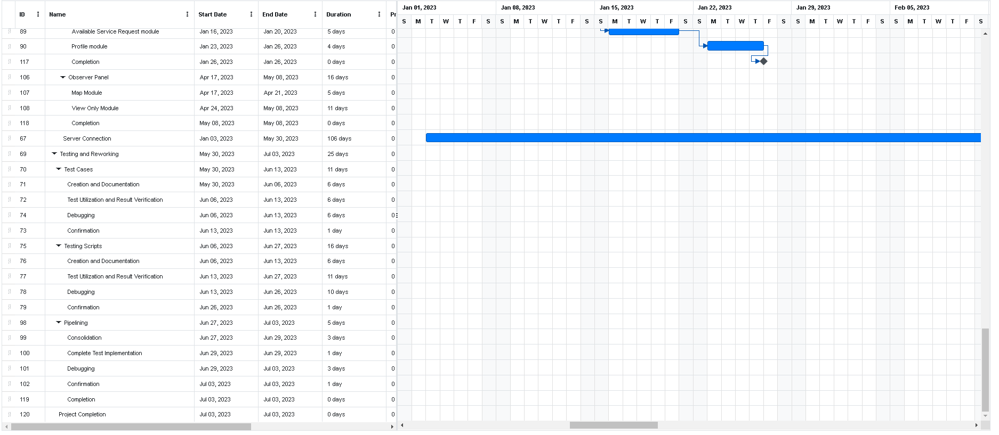 ID Name Start Date End Date Duration Pr Jan 01, 2023 Jan 08, 2023 Jan 15, 2023 Jan 22, 2023 Jan 29, 2023 Feb 05, 2023
S M T W T F S S M T W T F S S M T W T F S S M T W T F S S M T W T F S S M T W T F S
89 Available Service Request module Jan 16, 2023 Jan 20, 2023 5 days 0
90 Profile module Jan 23, 2023 Jan 26, 2023 4 days 0
117 Completion Jan 26, 2023 Jan 26, 2023 0 days 0
106 Observer Panel Apr 17, 2023 May 08, 2023 16 days 0
107 Map Module Apr 17, 2023 Apr 21, 2023 5 days 0
108 View Only Module Apr 24, 2023 May 08, 2023 11 days 0
118 Completion May 08, 2023 May 08, 2023 0 days 0
67 Server Connection Jan 03, 2023 May 30, 2023 106 days 0
69 Testing and Reworking May 30, 2023 Jul 03, 2023 25 days 0
70 Test Cases May 30, 2023 Jun 13, 2023 11 days 0
71 Creation and Documentation May 30, 2023 Jun 06, 2023 6 days 0
72 Test Utilization and Result Verification Jun 06, 2023 Jun 13, 2023 6 days 0
74 Debugging Jun 06, 2023 Jun 13, 2023 6 days 0
73 Confirmation Jun 13, 2023 Jun 13, 2023 1 day 0
75 Testing Scripts Jun 06, 2023 Jun 27, 2023 16 days 0
76 Creation and Documentation Jun 06, 2023 Jun 13, 2023 6 days 0
77 Test Utilization and Result Verification Jun 13, 2023 Jun 27, 2023 11 days 0
78 Debugging Jun 13, 2023 Jun 26, 2023 10 days 0
79 Confirmation Jun 26, 2023 Jun 26, 2023 1 day 0
98 Pipelining Jun 27, 2023 Jul 03, 2023 5 days 0
99 Consolidation Jun 27, 2023 Jun 29, 2023 3 days 0
100 Complete Test Implementation Jun 29, 2023 Jun 29, 2023 1 day 0
101 Debugging Jun 29, 2023 Jul 03, 2023 3 days 0
102 Confirmation Jul 03, 2023 Jul 03, 2023 1 day 0
119 Completion Jul 03, 2023 Jul 03, 2023 0 days 0
120 Project Completion Jul 03, 2023 Jul 03, 2023 0 days 0